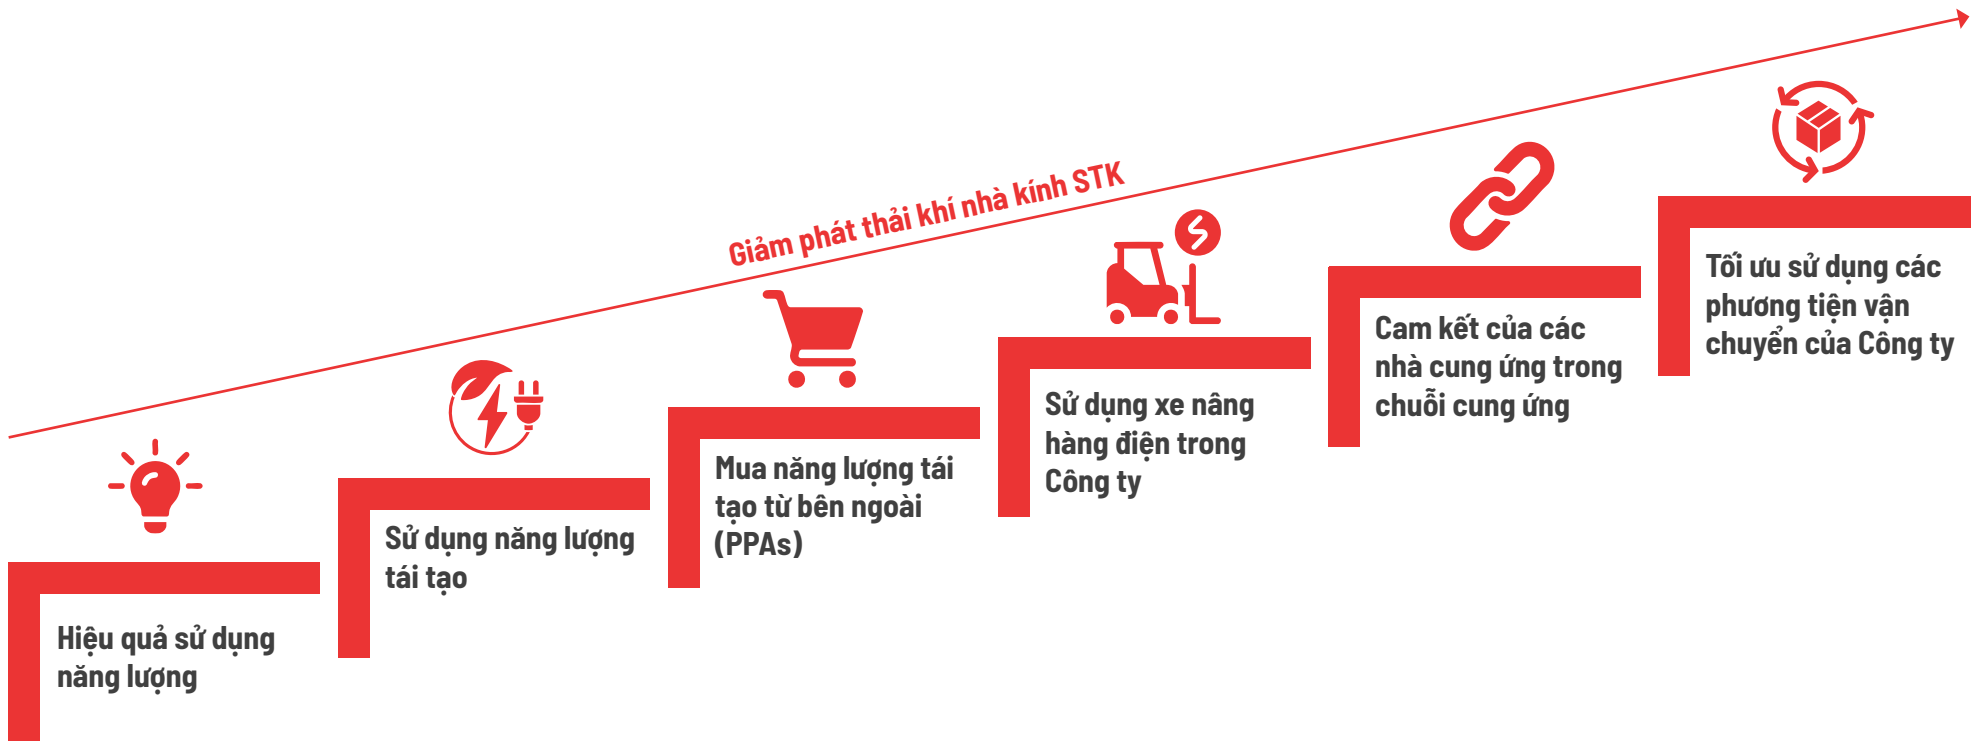 Giảm phát thải khí nhà kính STK
Hiệu quả sử dụng
năng lượng
Sử dụng năng lượng
tái tạo
Mua năng lượng tái
tạo từ bên ngoài
(PPAs)
Sử dụng xe nâng
hàng điện trong
Công ty
Cam kết của các
nhà cung ứng trong
chuỗi cung ứng
Tối ưu sử dụng các
phương tiện vận
chuyển của Công ty